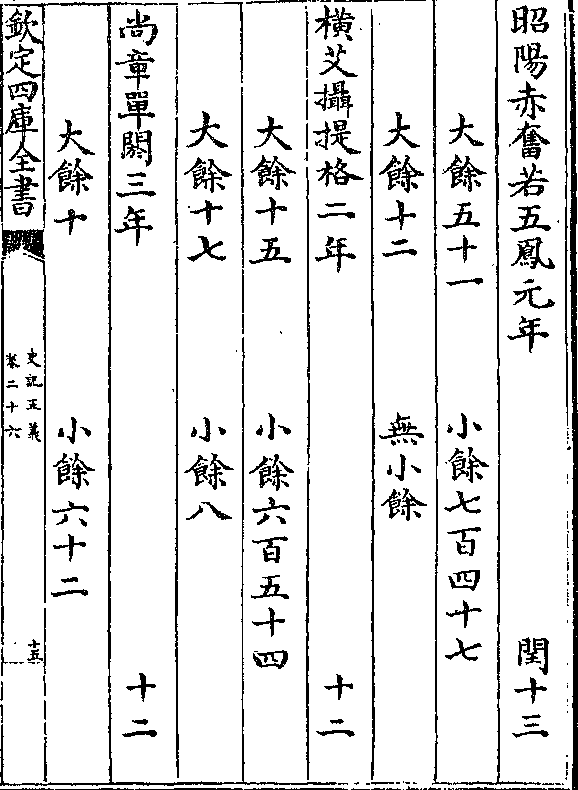 昭陽赤奮若五鳳元年 閏十三
大餘五十一 小餘七百四十七
大餘十二 無小餘
橫艾攝提格二年 十二
大餘十五 小餘六百五十四
大餘十七 小餘八
尚章單閼三年 十二
大餘十 小餘六十二
欽定四庫全書
史記正義
卷二十六
十五